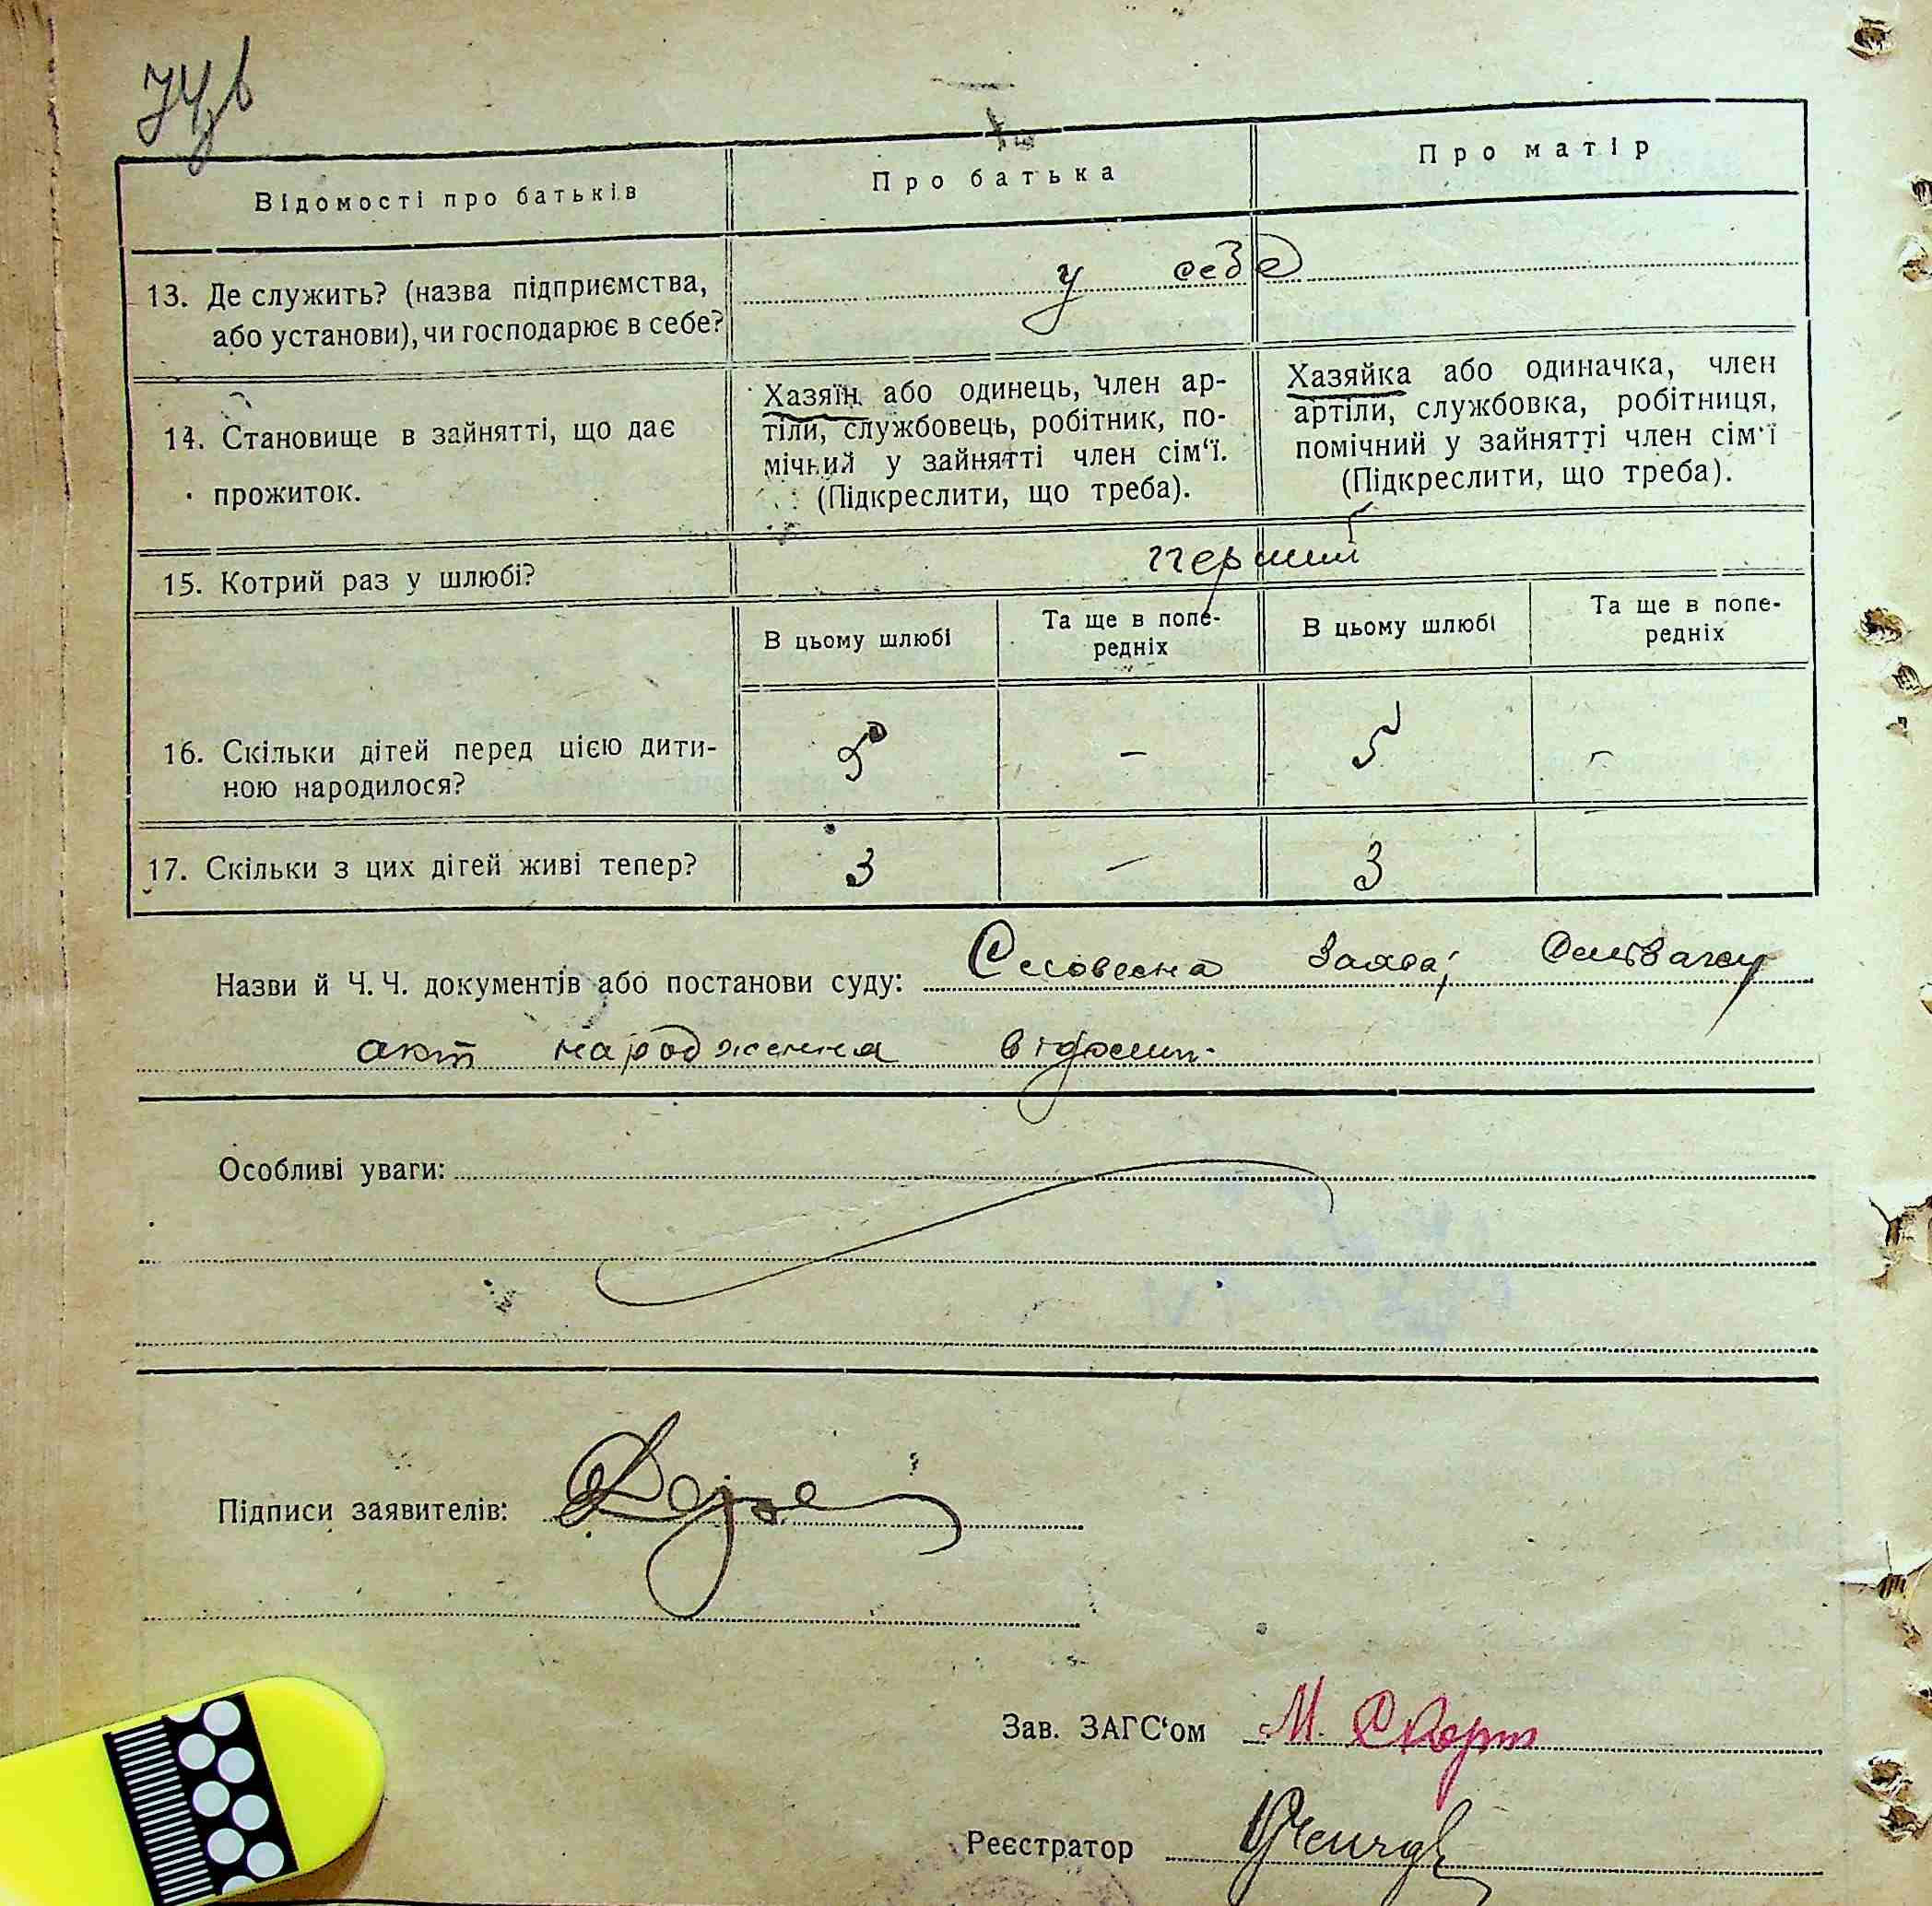 74зв
Відомості про батьків
Про батька
Про матір
13. Де служить? (назва підприємства,
або установи), чи господарює в себе?
у себе
14. Становище в зайнятті, що дає
прожиток.
Хазяїн або одинець, член ар-
тіли, службовець, робітник, по-
мічний у зайнятті член сім'ї.
(Підкреслити, що треба).
Хазяйка або одиначка, член
артіли, службовка, робітниця,
помічний у зайнятті член сім'ї
(Підкреслити, що треба).
15. Котрий раз у шлюбі?
перший
В цьому шлюбі
Та ще в попе-
редніх
В цьому шлюбі
Та ще в попе-
редніх
16. Скільки дітей перед цією дити-
ною народилося?
5 – 5 –
17. Скільки з цих дітей живі тепер?
3 – 3
Назви й Ч. Ч. документів або постанови суду: Словесна заява;
акт народження
Особливі уваги:
Підписи заявителів:
Зав. ЗАГС'ом М.
Реєстратор